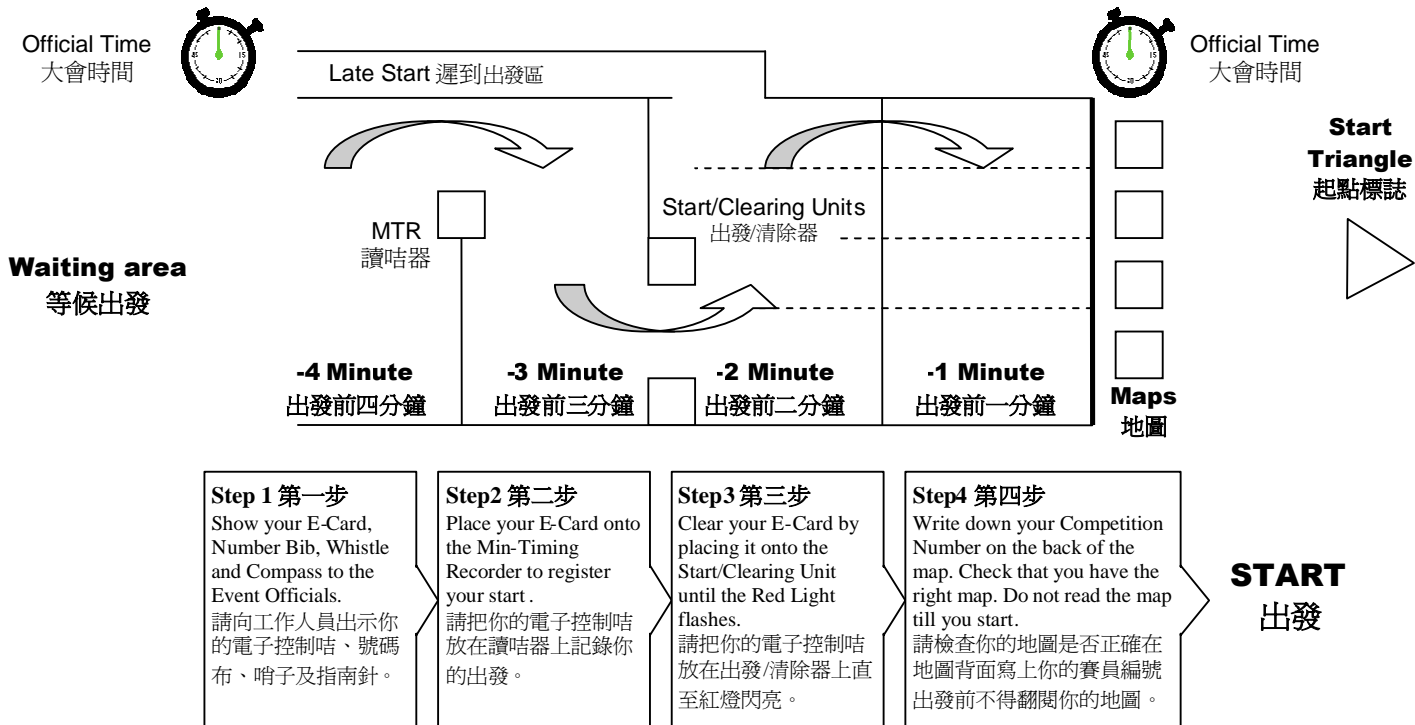 Official Time
大會時間
Official Time
大會時間
Late Start 遲到出發區
Start
Triangle
起點標誌
MTR
讀咭器
Start/Clearing Units
出發/清除器
Waiting area
等候出發
-4 Minute
出發前四分鐘
-3 Minute
出發前三分鐘
-2 Minute
出發前二分鐘
-1 Minute
出發前一分鐘
Maps
地圖
Step 1 第一步
Show your E-Card,
Number Bib, Whistle
and Compass to the
Event Officials.
請向工作人員出示你
的電子控制咭、號碼
布、哨子及指南針。
Step2 第二步
Place your E-Card onto
the Min-Timing
Recorder to register
your start .
請把你的電子控制咭
放在讀咭器上記錄你
的出發。
Step3 第三步
Clear your E-Card by
placing it onto the
Start/Clearing Unit
until the Red Light
flashes.
請把你的電子控制咭
放在出發/清除器上直
至紅燈閃亮。
Step4 第四步
Write down your Competition
Number on the back of the
map. Check that you have the
right map. Do not read the map
till you start.
請檢查你的地圖是否正確在
地圖背面寫上你的賽員編號
出發前不得翻閱你的地圖。
START
出發